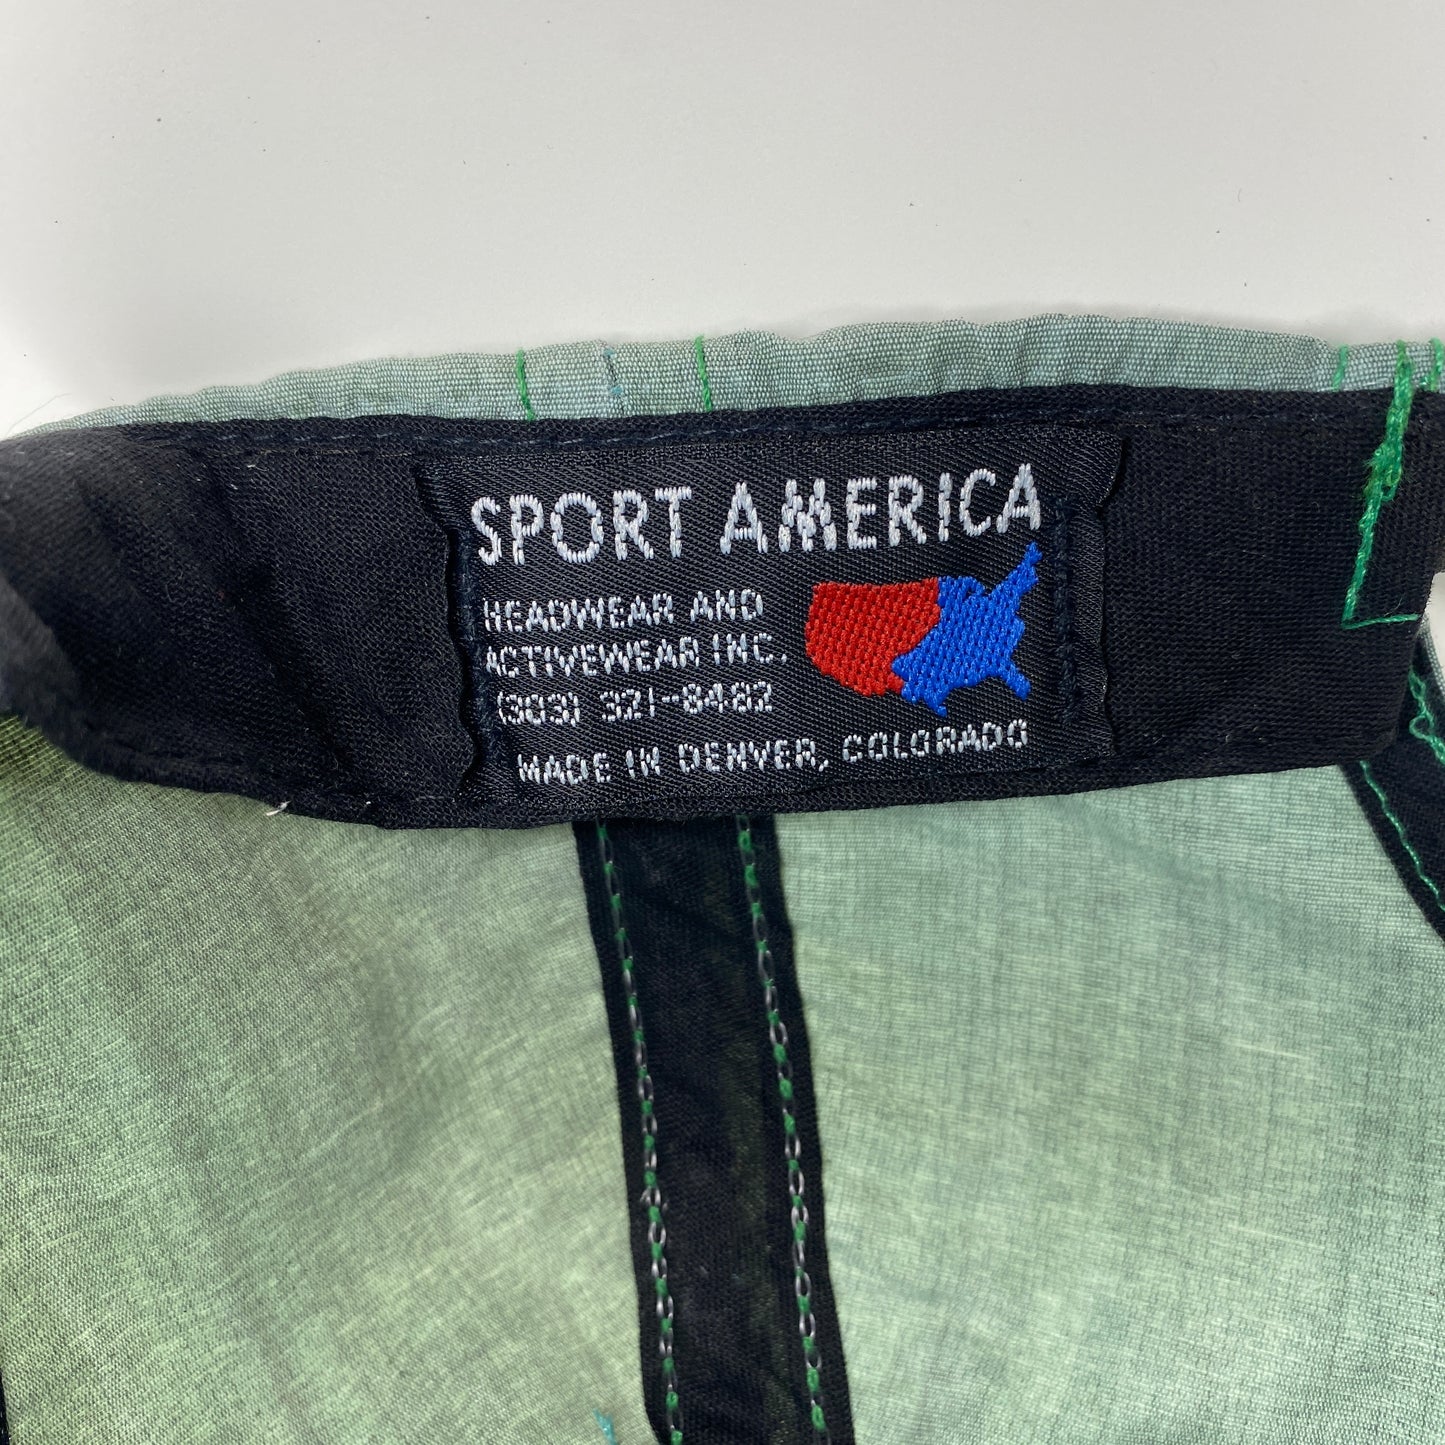 SPORT AMERICA
HEADWEAR AND
ACTIVEWEAR INC.
(303) 321-8482
MADE IN DENVER, COLORADO